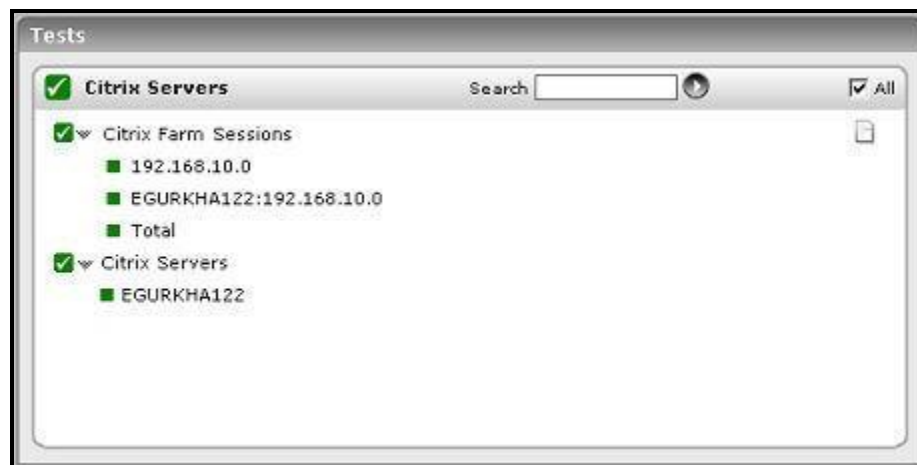 Tests
Citrix Servers Search All
Citrix Farm Sessions
192.168.10.0
EGURKHA122:192.168.10.0
Total
Citrix Servers
EGURKHA122